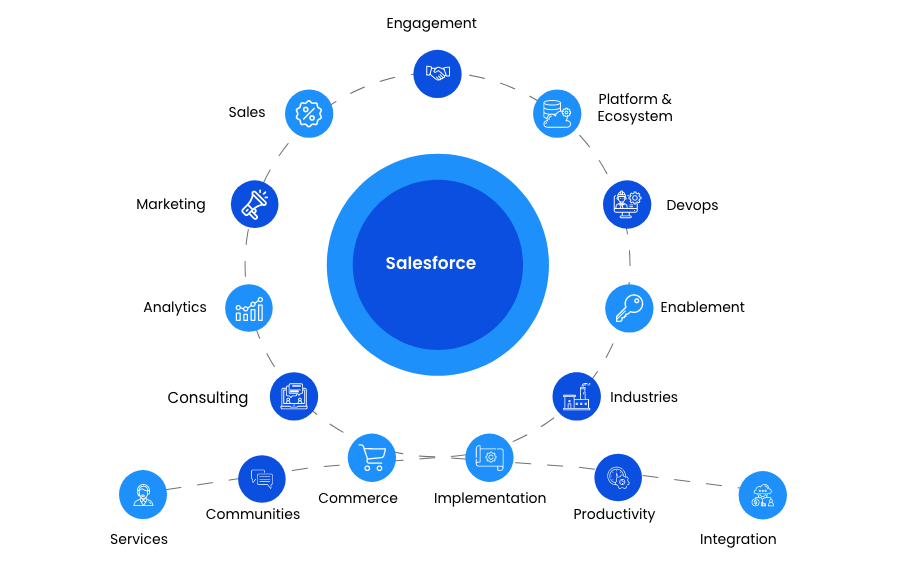 Engagement
Sales
Platform &
Ecosystem
Marketing
Devops
Salesforce
Analytics
Enablement
Consulting
Industries
Commerce
Implementation
Communities
Productivity
Services
Integration